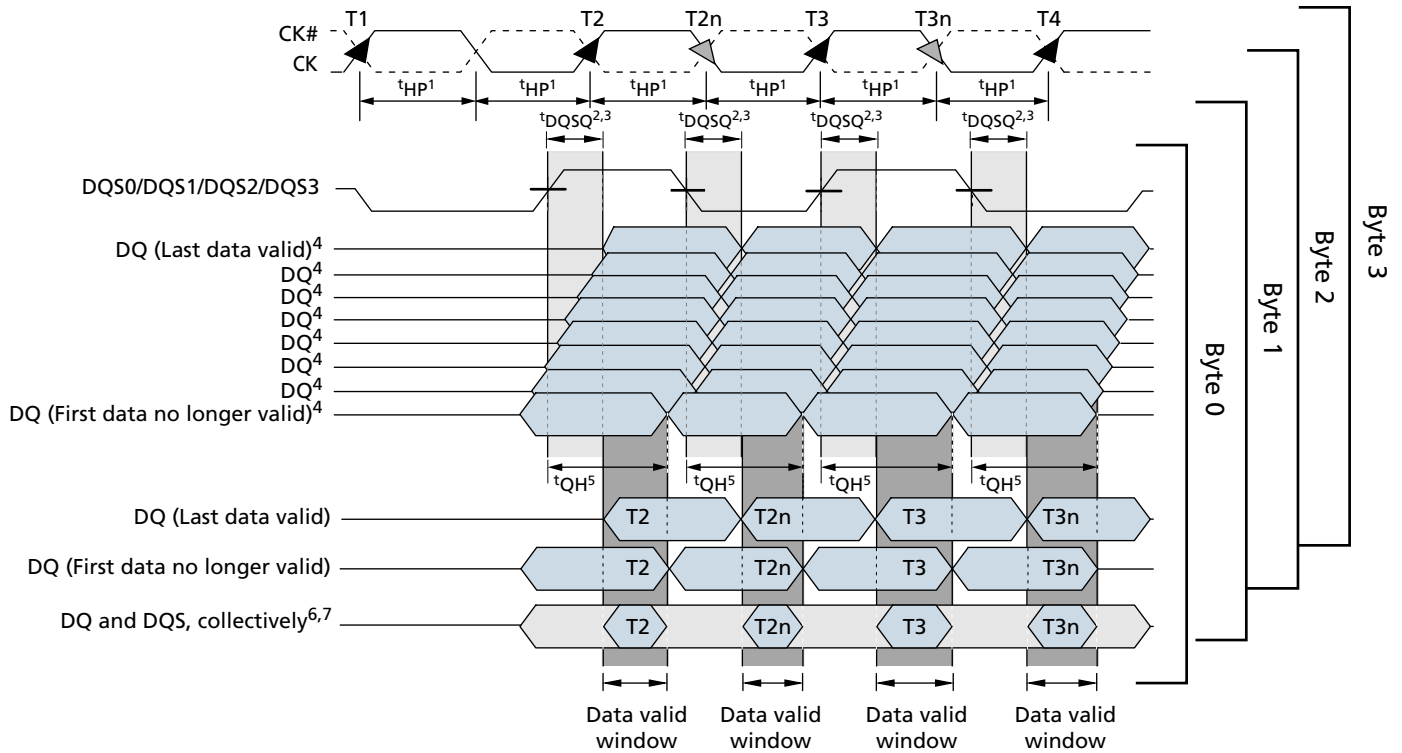 T1 T2 T2n T3 T3n T4
CK#
CK
tHP1 tHP1 tHP1 tHP1 tHP1 tHP1
tDQSQ2,3 tDQSQ2,3 tDQSQ2,3 tDQSQ2,3
DQS0/DQS1/DQS2/DQS3
DQ (Last data valid)4
DQ4
DQ4
DQ4
DQ4
DQ4
DQ4
DQ (First data no longer valid)4
tQH5 tQH5 tQH5 tQH5
DQ (Last data valid) T2 T2n T3 T3n
DQ (First data no longer valid) T2 T2n T3 T3n
DQ and DQS, collectively6,7 T2 T2n T3 T3n
Data valid window
Data valid window
Data valid window
Data valid window
Byte 0
Byte 1
Byte 2
Byte 3